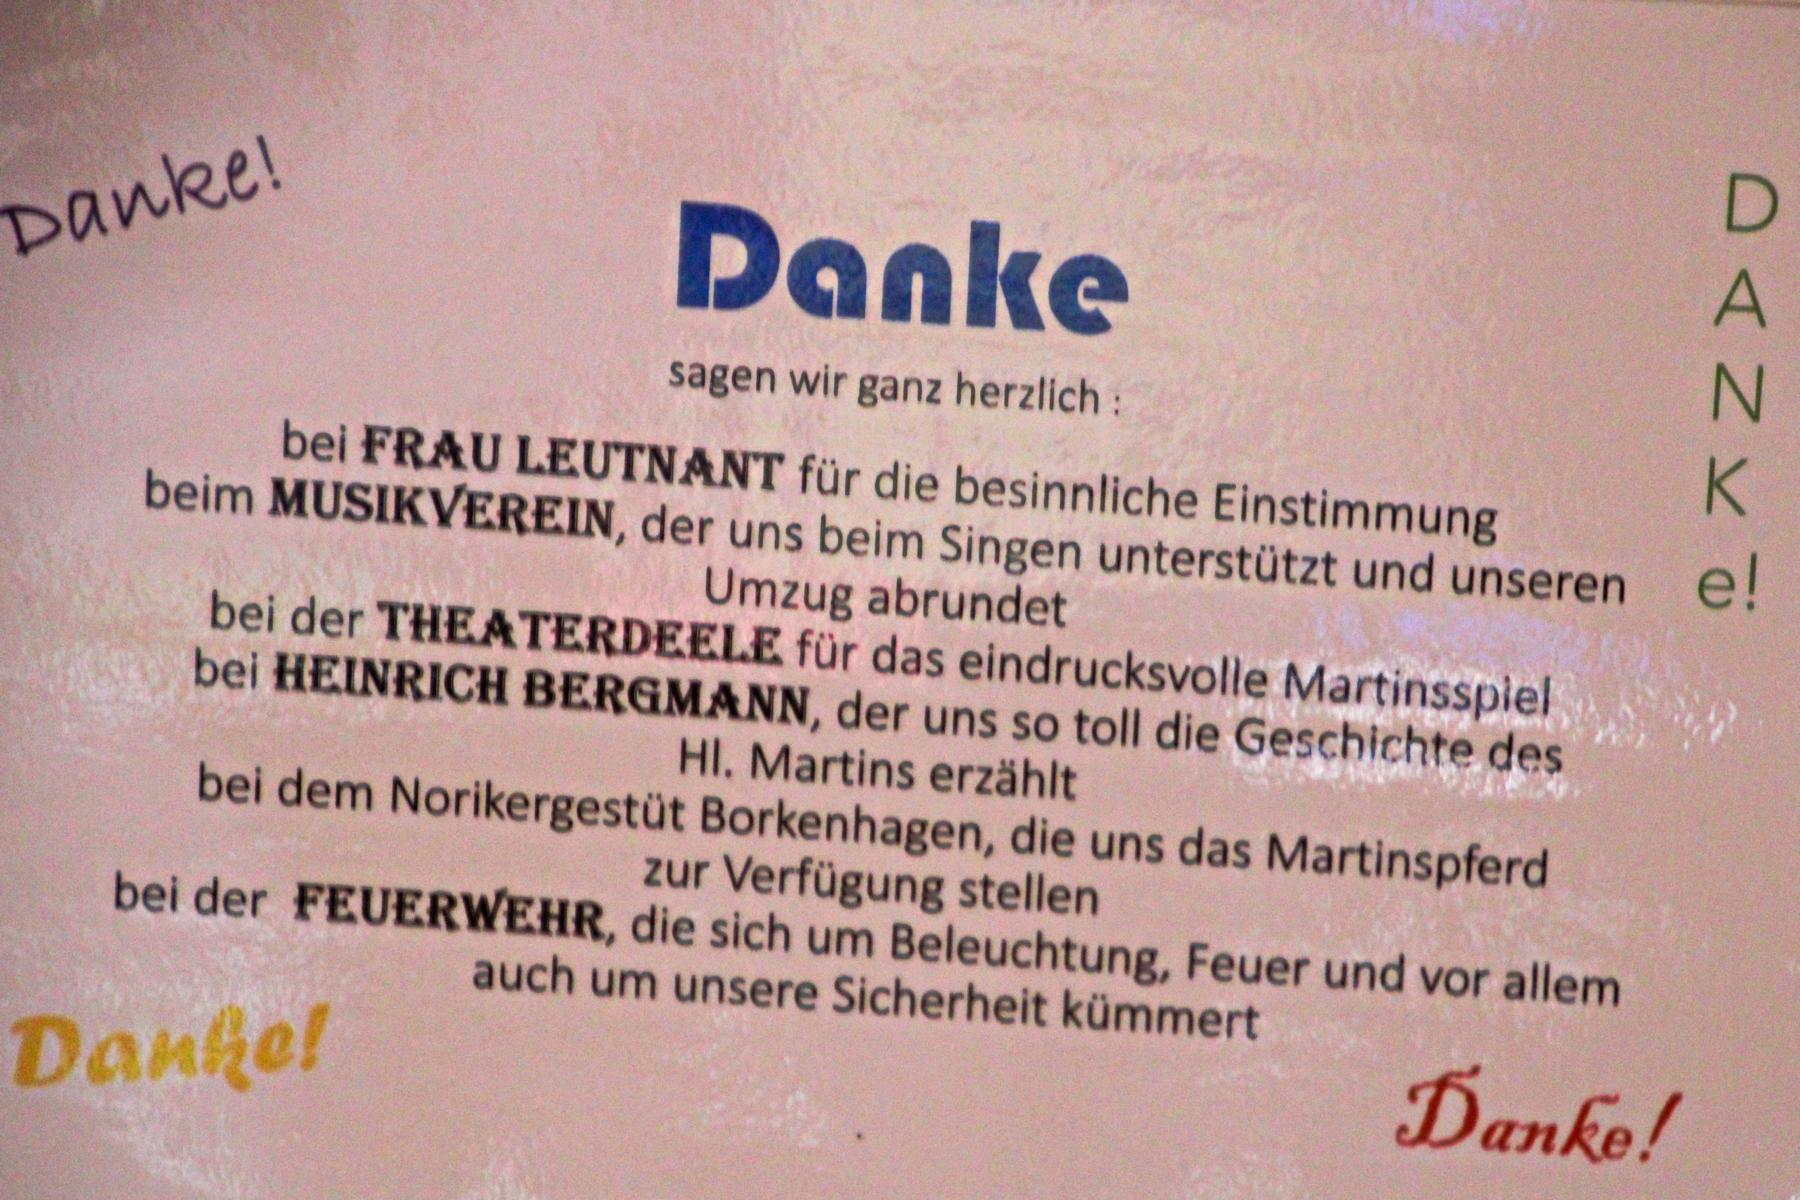 Danke!
Danke
D
A
N
K
e!
sagen wir ganz herzlich :
bei FRAU LEUTNANT für die besinnliche Einstimmung
beim MUSIKVEREIN, der uns beim Singen unterstützt und unseren
Umzug abrundet
bei der THEATERDEELE für das eindrucksvolle Martinsspiel
bei HEINRICH BERGMANN, der uns so toll die Geschichte des
Hl. Martins erzählt
bei dem Norikergestüt Borkenhagen, die uns das Martinspferd
zur Verfügung stellen
bei der FEUERWEHR, die sich um Beleuchtung, Feuer und vor allem
auch um unsere Sicherheit kümmert
Danke!
Danke!